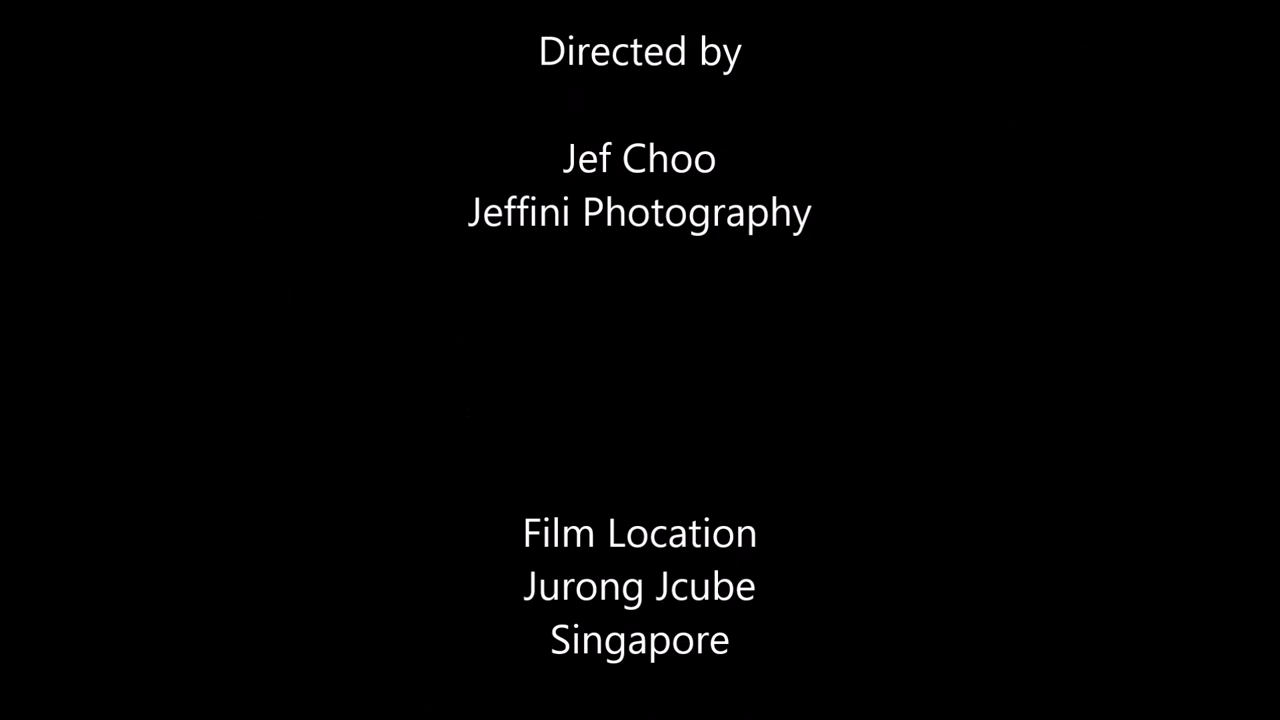 Directed by
Jef Choo
Jeffini Photography
Film Location
Jurong Jcube
Singapore